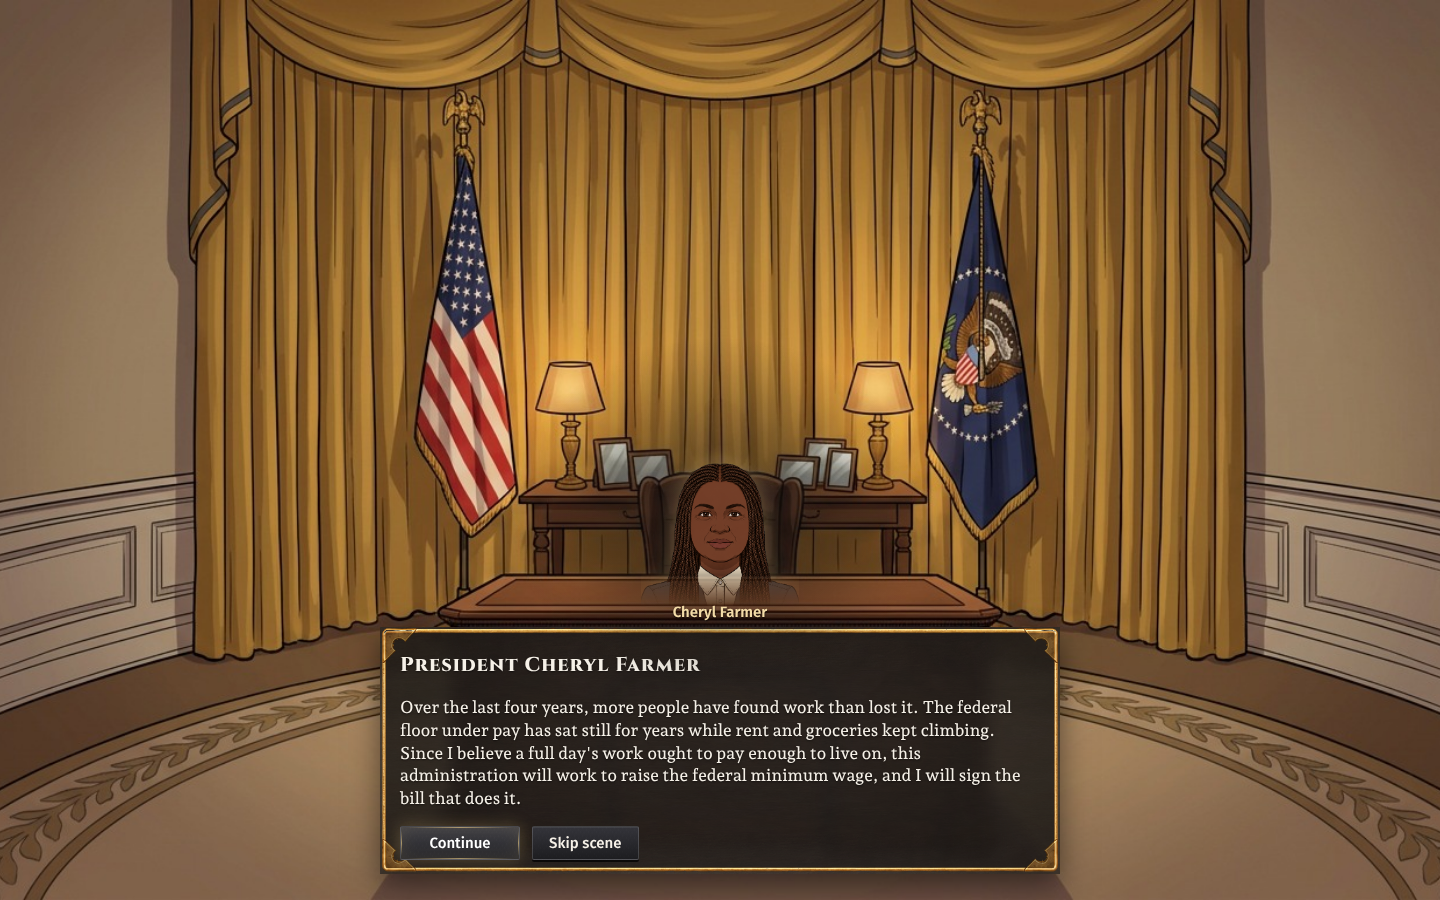 Cheryl Farmer
President Cheryl Farmer
Over the last four years, more people have found work than lost it. The federal
floor under pay has sat still for years while rent and groceries kept climbing.
Since I believe a full day's work ought to pay enough to live on, this
administration will work to raise the federal minimum wage, and I will sign the
bill that does it.
Continue
Skip scene